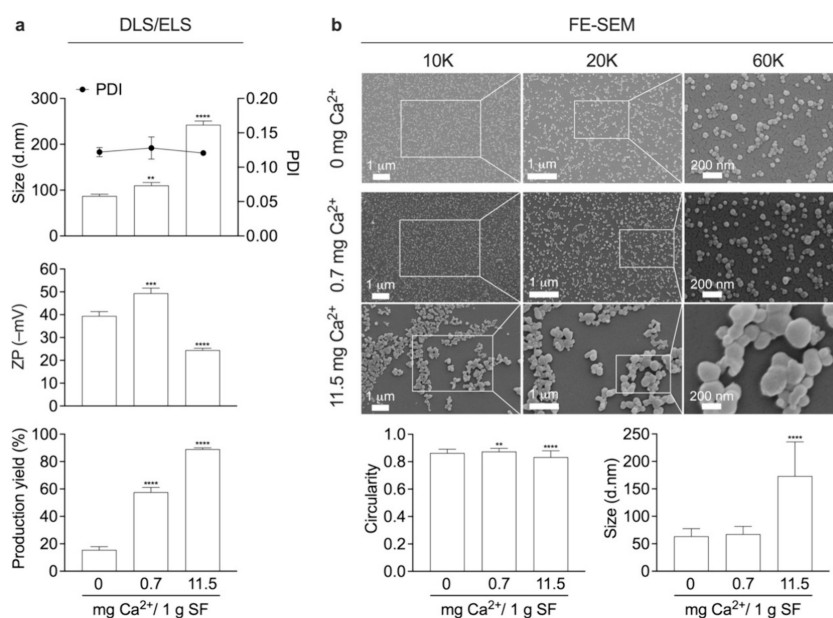 a
DLS/ELS
PDI
300
200
100
0
Size (d.nm)
**
****
0.20
0.15
0.10
0.05
0.00
PDI
60
50
40
30
20
10
0
ZP (–mV)
***
****
100
80
60
40
20
0
Production yield (%)
****
****
0 0.7 11.5
mg Ca²⁺/ 1 g SF
b
FE-SEM
10K 20K 60K
0 mg Ca²⁺
1 µm 1 µm 200 nm
0.7 mg Ca²⁺
1 µm 1 µm 200 nm
11.5 mg Ca²⁺
1 µm 1 µm 200 nm
1.0
0.8
0.6
0.4
0.2
0.0
Circularity
**
****
0 0.7 11.5
mg Ca²⁺/ 1 g SF
250
200
150
100
50
0
Size (d.nm)
****
0 0.7 11.5
mg Ca²⁺/ 1 g SF